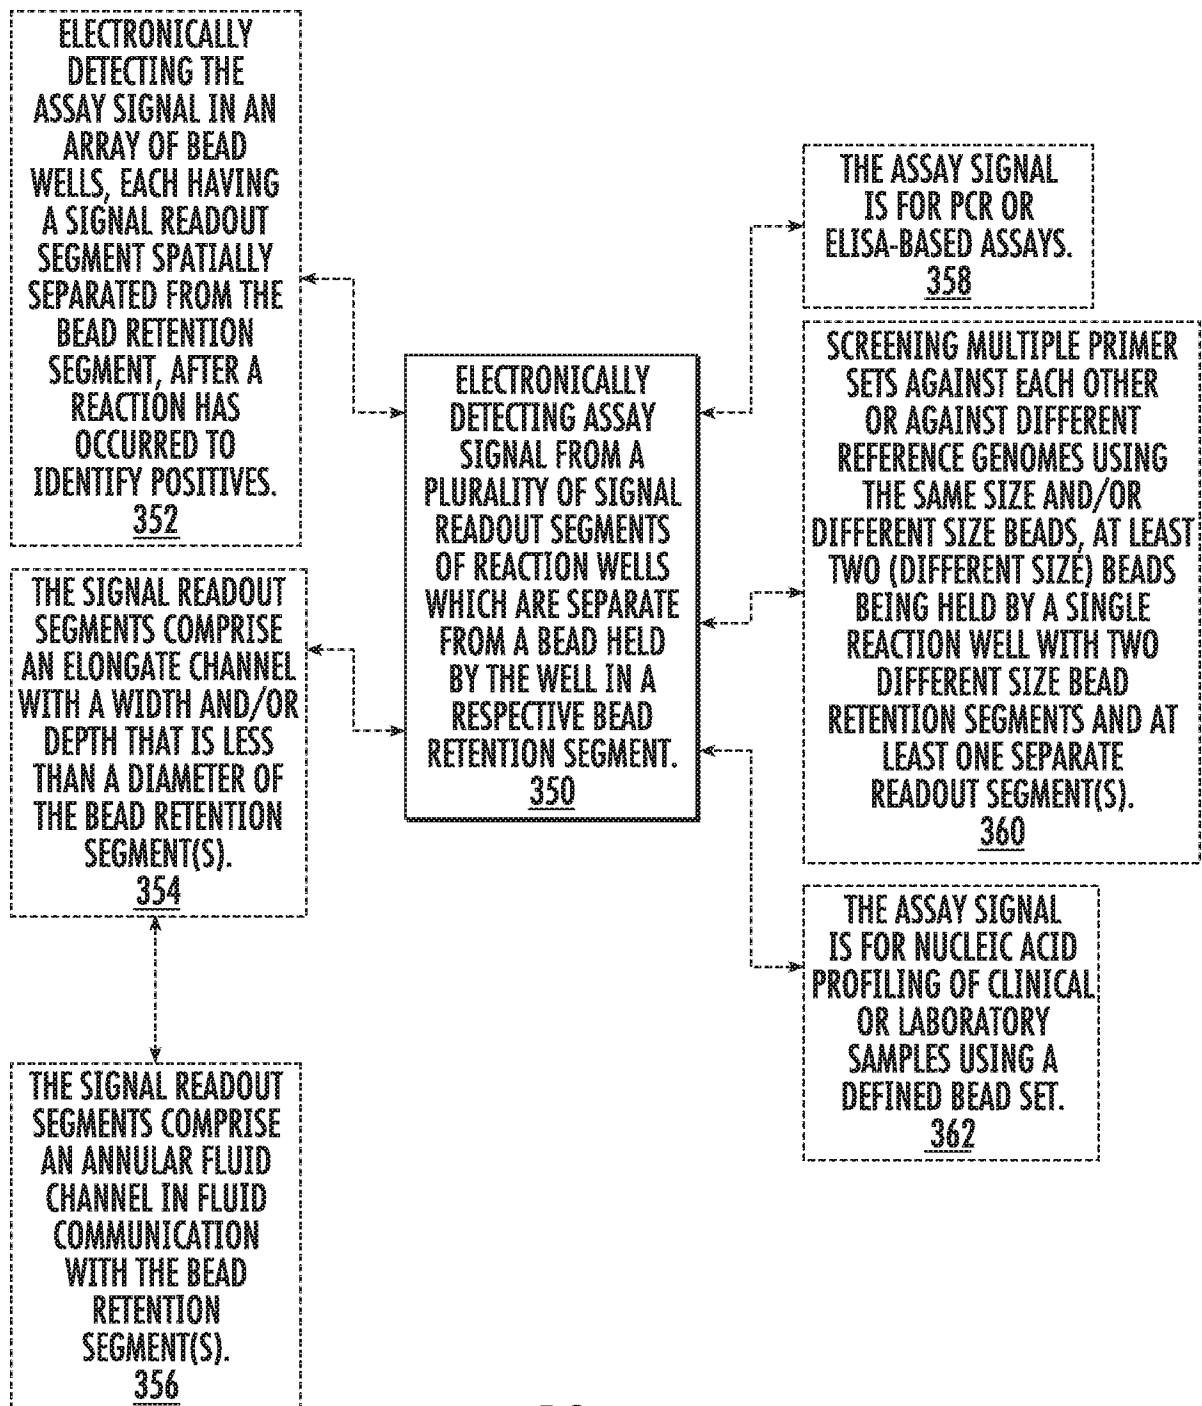 ELECTRONICALLY
DETECTING THE
ASSAY SIGNAL IN AN
ARRAY OF BEAD
WELLS, EACH HAVING
A SIGNAL READOUT
SEGMENT SPATIALLY
SEPARATED FROM THE
BEAD RETENTION
SEGMENT, AFTER A
REACTION HAS
OCCURRED TO
IDENTIFY POSITIVES.
352
THE SIGNAL READOUT
SEGMENTS COMPRISE
AN ELONGATE CHANNEL
WITH A WIDTH AND/OR
DEPTH THAT IS LESS
THAN A DIAMETER OF
THE BEAD RETENTION
SEGMENT(S).
354
THE SIGNAL READOUT
SEGMENTS COMPRISE
AN ANNULAR FLUID
CHANNEL IN FLUID
COMMUNICATION
WITH THE BEAD
RETENTION
SEGMENT(S).
356
ELECTRONICALLY
DETECTING ASSAY
SIGNAL FROM A
PLURALITY OF SIGNAL
READOUT SEGMENTS
OF REACTION WELLS
WHICH ARE SEPARATE
FROM A BEAD HELD
BY THE WELL IN A
RESPECTIVE BEAD
RETENTION SEGMENT.
350
THE ASSAY SIGNAL
IS FOR PCR OR
ELISA-BASED ASSAYS.
358
SCREENING MULTIPLE PRIMER
SETS AGAINST EACH OTHER
OR AGAINST DIFFERENT
REFERENCE GENOMES USING
THE SAME SIZE AND/OR
DIFFERENT SIZE BEADS, AT LEAST
TWO (DIFFERENT SIZE) BEADS
BEING HELD BY A SINGLE
REACTION WELL WITH TWO
DIFFERENT SIZE BEAD
RETENTION SEGMENTS AND AT
LEAST ONE SEPARATE
READOUT SEGMENT(S).
360
THE ASSAY SIGNAL
IS FOR NUCLEIC ACID
PROFILING OF CLINICAL
OR LABORATORY
SAMPLES USING A
DEFINED BEAD SET.
362